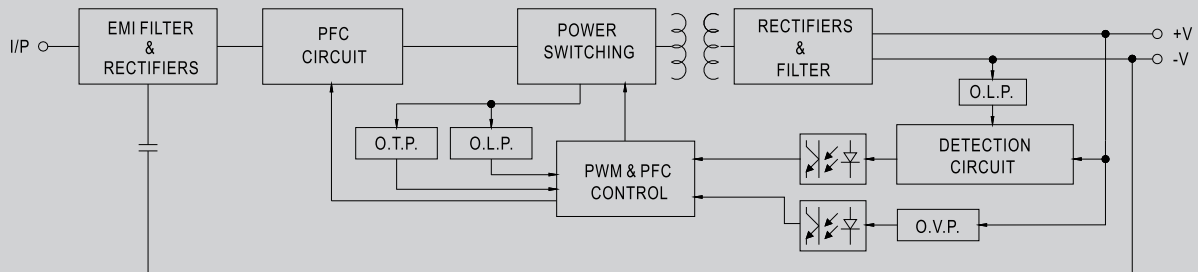 I/P
EMI FILTER
&
RECTIFIERS
PFC
CIRCUIT
POWER
SWITCHING
RECTIFIERS
&
FILTER
+V
-V
O.L.P.
O.T.P.
O.L.P.
PWM & PFC
CONTROL
DETECTION
CIRCUIT
O.V.P.